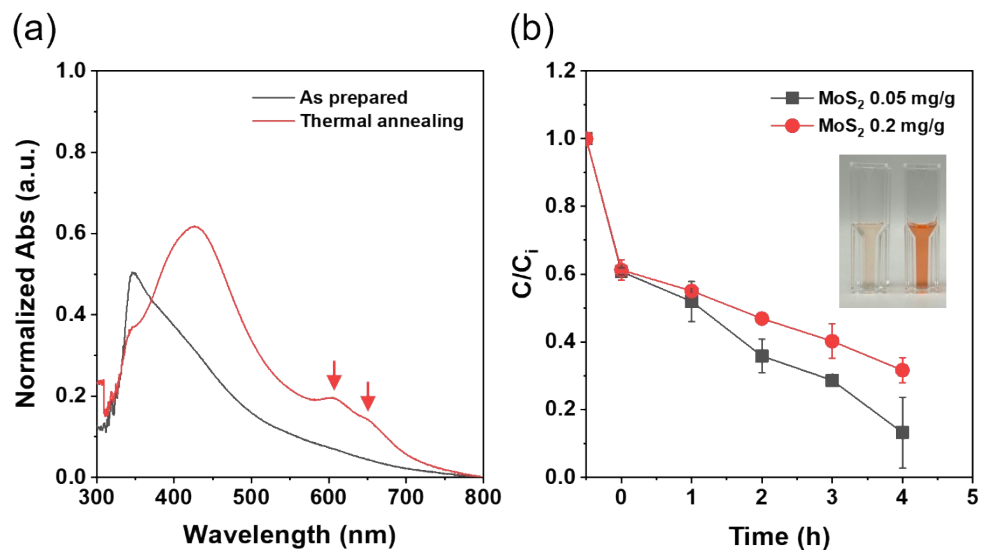 (a)
1.0
0.8
0.6
0.4
0.2
0.0
Normalized Abs (a.u.)
As prepared
Thermal annealing
300 400 500 600 700 800
Wavelength (nm)
(b)
1.2
1.0
0.8
0.6
0.4
0.2
0.0
C/Cᵢ
MoS₂ 0.05 mg/g
MoS₂ 0.2 mg/g
0 1 2 3 4 5
Time (h)